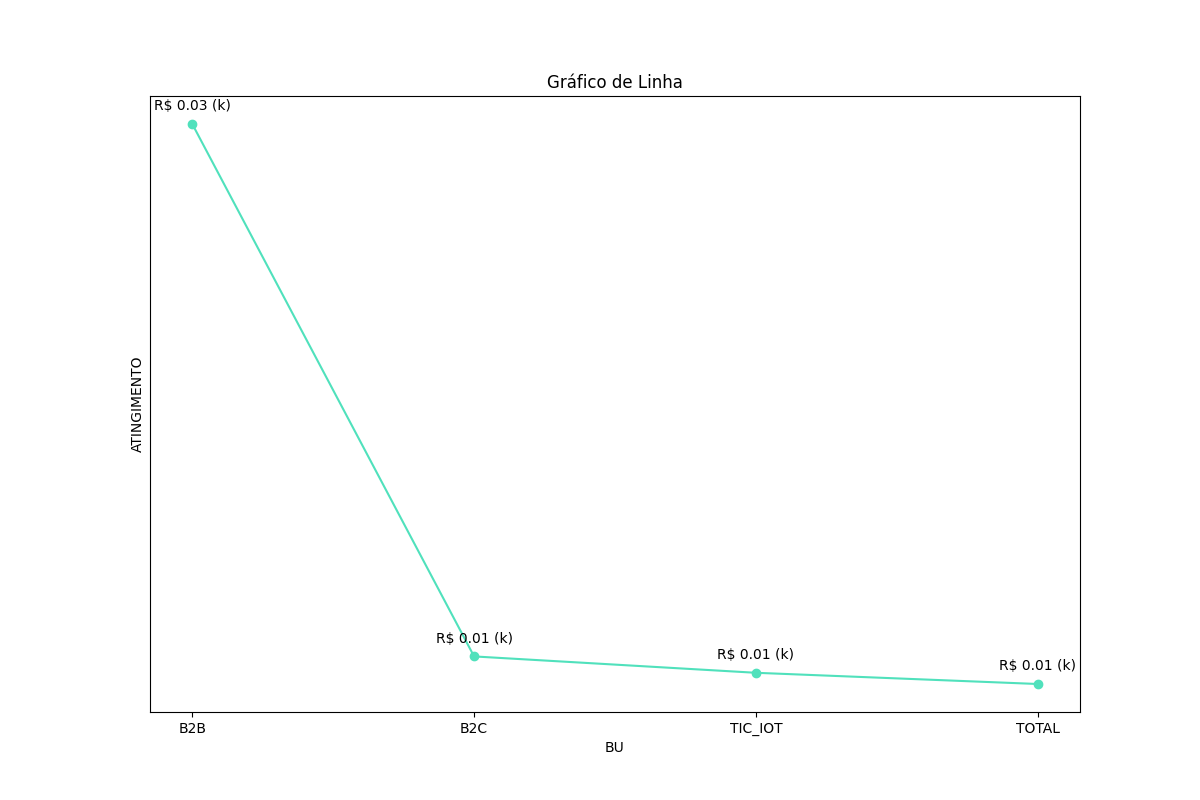 Gráfico de Linha
R$ 0.03 (k)
ATINGIMENTO
R$ 0.01 (k)
R$ 0.01 (k)
R$ 0.01 (k)
B2B
B2C
TIC_IOT
TOTAL
BU